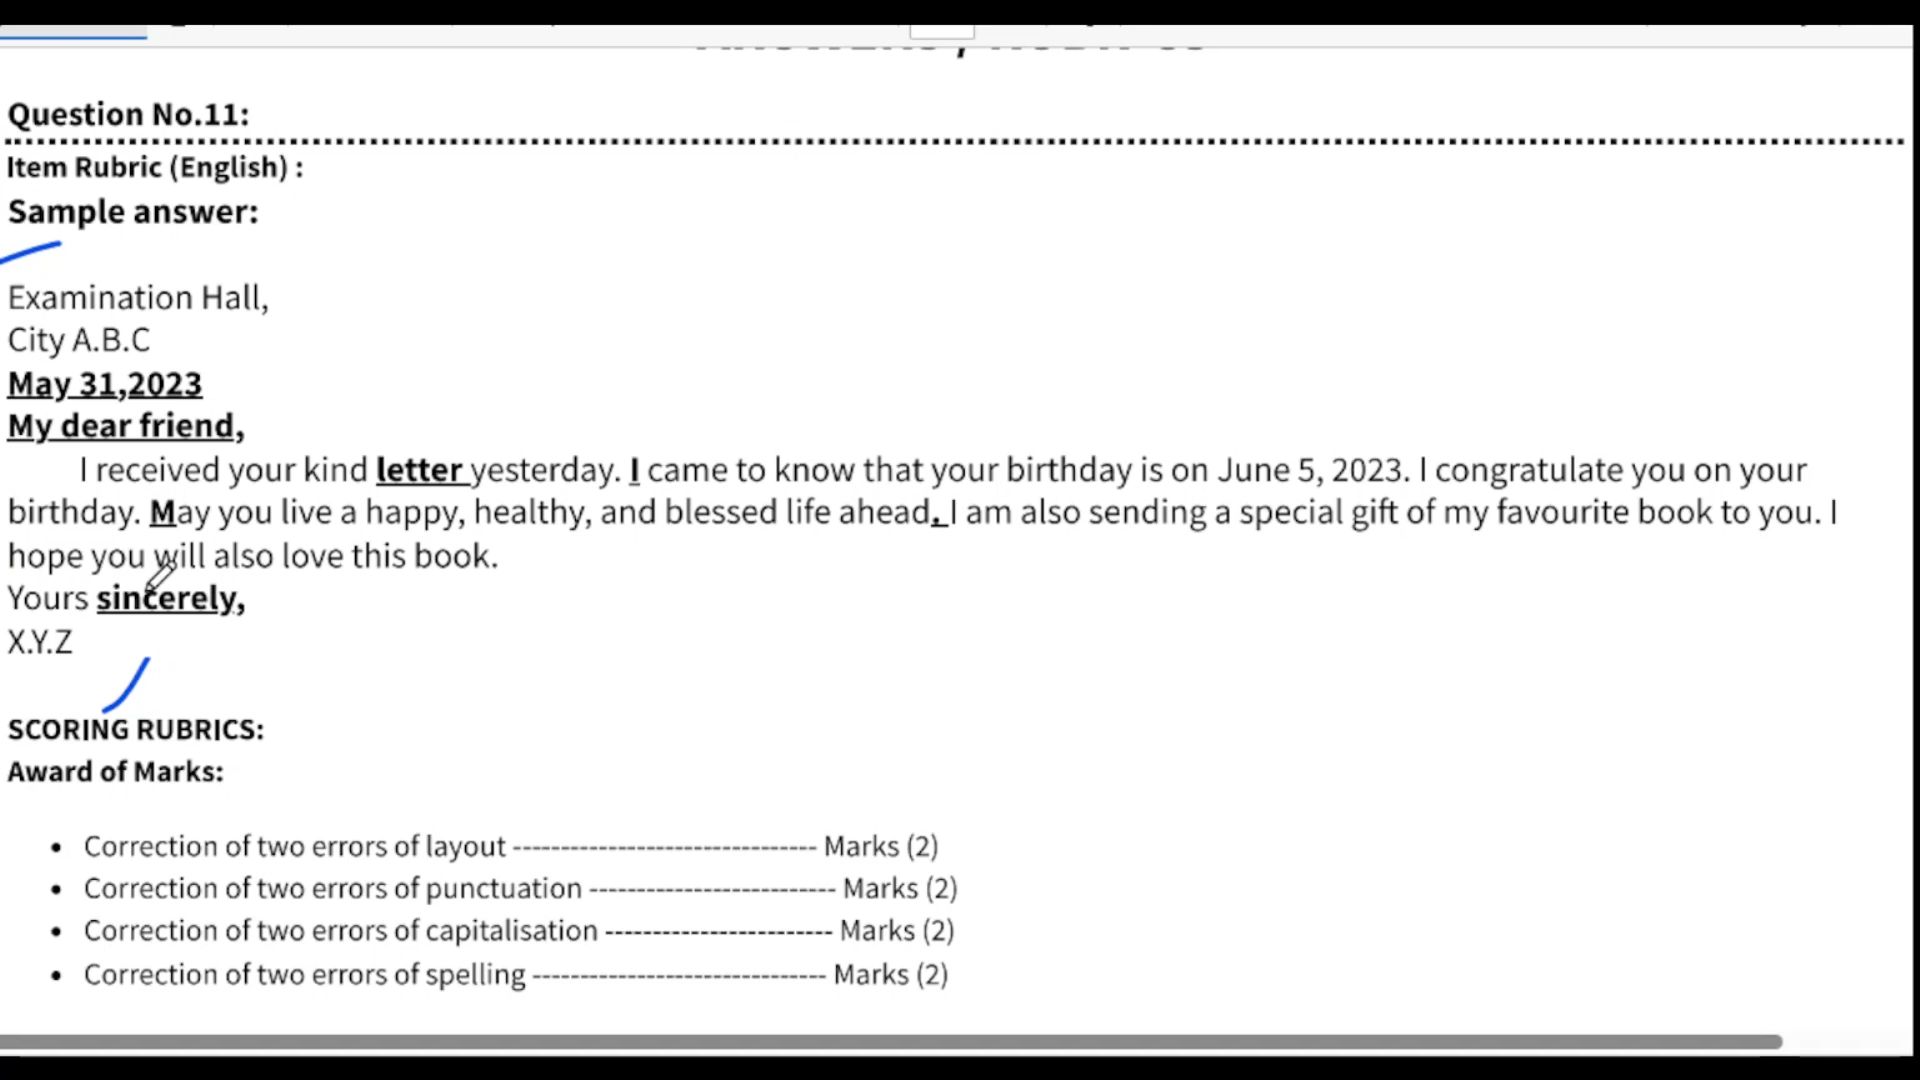 Question No.11:
Item Rubric (English) :
Sample answer:
Examination Hall,
City A.B.C
May 31,2023
My dear friend,
I received your kind letter yesterday. I came to know that your birthday is on June 5, 2023. I congratulate you on your
birthday. May you live a happy, healthy, and blessed life ahead. I am also sending a special gift of my favourite book to you. I
hope you will also love this book.
Yours sincerely,
X.Y.Z
SCORING RUBRICS:
Award of Marks:
• Correction of two errors of layout ------------------------------- Marks (2)
• Correction of two errors of punctuation ------------------------- Marks (2)
• Correction of two errors of capitalisation ----------------------- Marks (2)
• Correction of two errors of spelling ------------------------------ Marks (2)